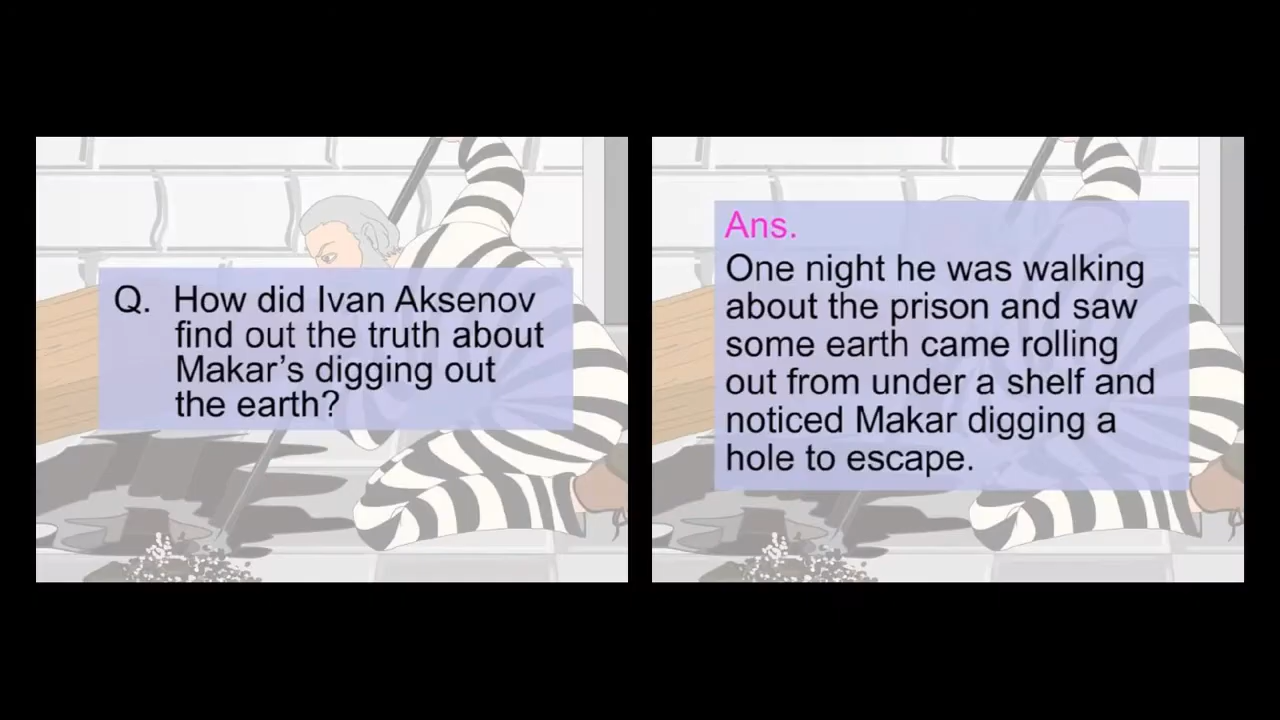 Q. How did Ivan Aksenov
find out the truth about
Makar's digging out
the earth?
Ans.
One night he was walking
about the prison and saw
some earth came rolling
out from under a shelf and
noticed Makar digging a
hole to escape.